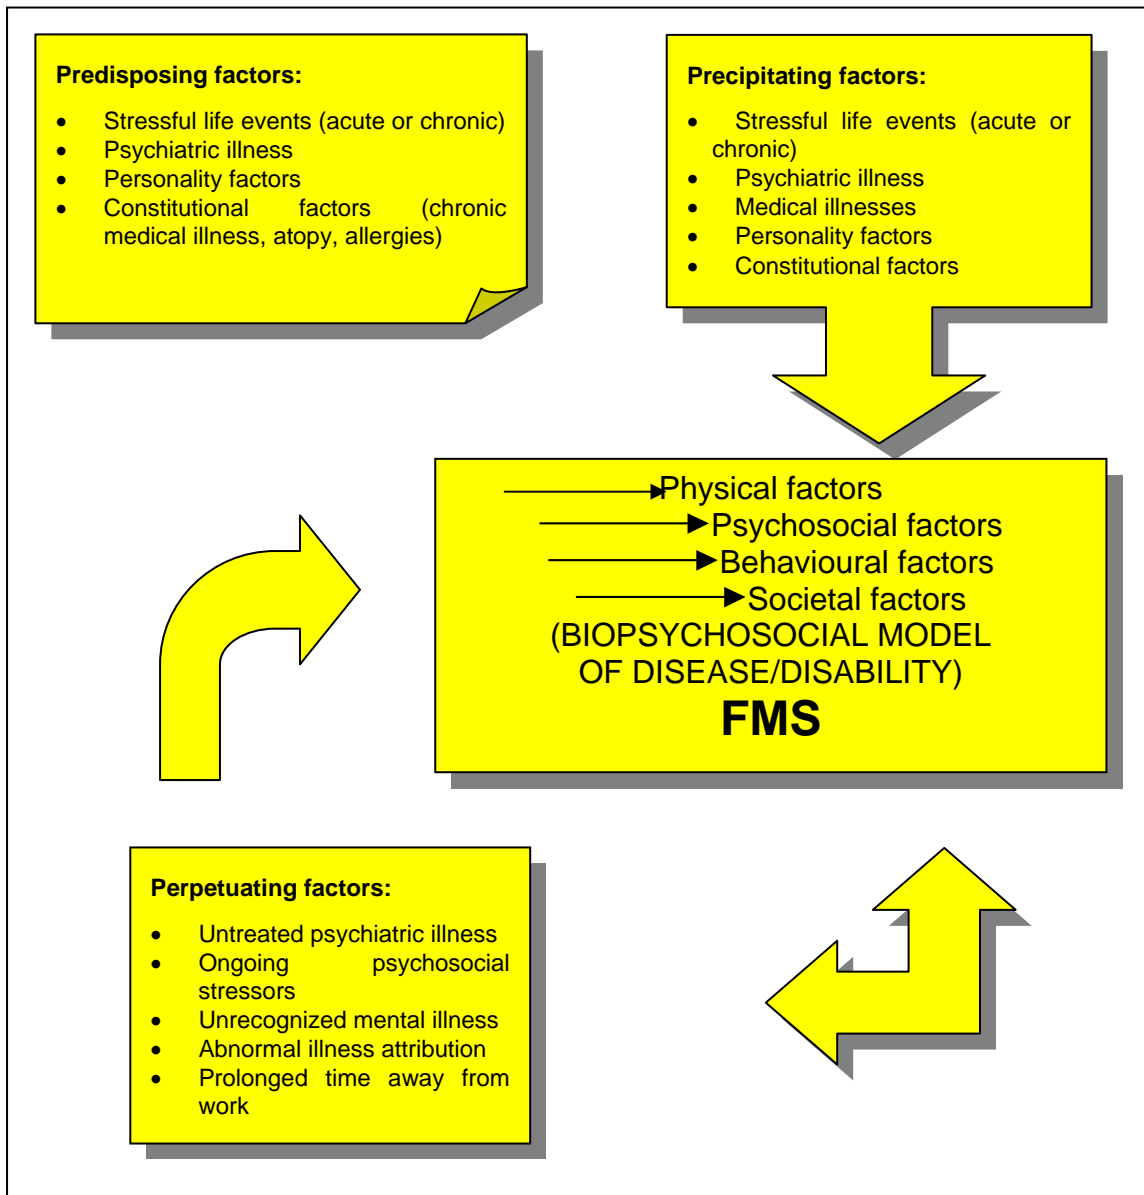 Predisposing factors:
• Stressful life events (acute or chronic)
• Psychiatric illness
• Personality factors
• Constitutional factors (chronic
medical illness, atopy, allergies)
Precipitating factors:
• Stressful life events (acute or
chronic)
• Psychiatric illness
• Medical illnesses
• Personality factors
• Constitutional factors
Physical factors
Psychosocial factors
Behavioural factors
Societal factors
(BIOPSYCHOSOCIAL MODEL
OF DISEASE/DISABILITY)
FMS
Perpetuating factors:
• Untreated psychiatric illness
• Ongoing psychosocial
stressors
• Unrecognized mental illness
• Abnormal illness attribution
• Prolonged time away from
work